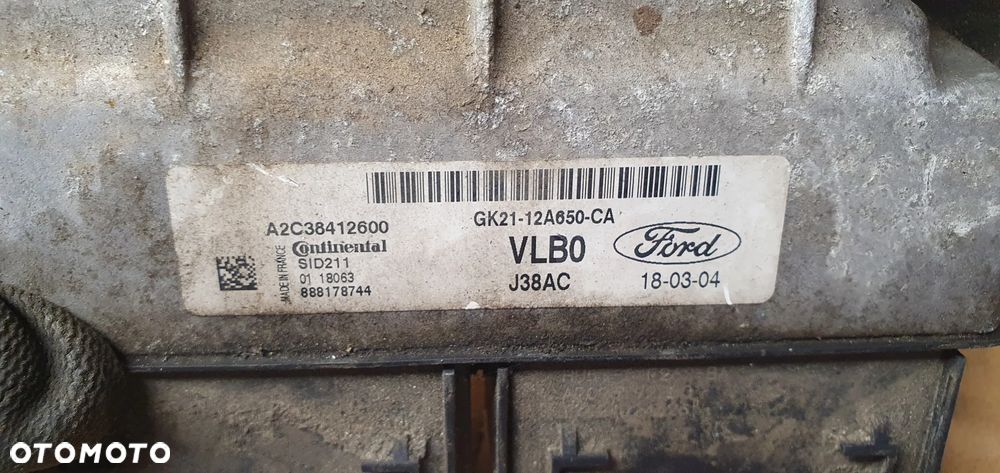 A2C38412600
Continental
SID211
01 18063
888178744
MADE IN FRANCE
GK21-12A650-CA
VLB0
Ford
J38AC
18-03-04
OTOMOTO